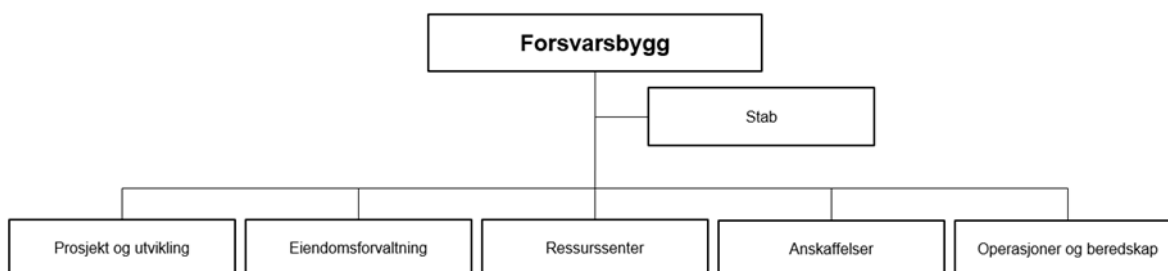 Forsvarsbygg
Stab
Prosjekt og utvikling
Eiendomsforvaltning
Ressurssenter
Anskaffelser
Operasjoner og beredskap